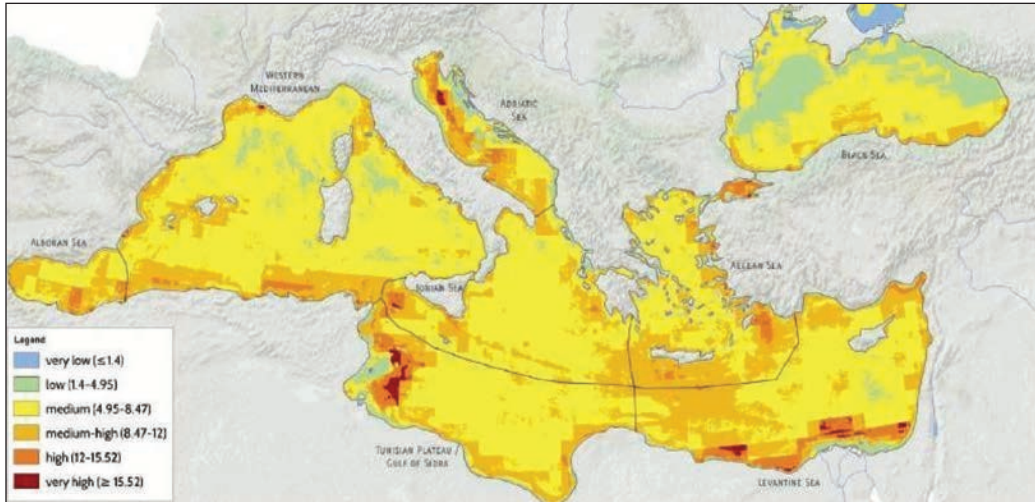 WESTERN
MEDITERRANEAN
ADRIATIC
SEA
BLACK SEA
ALBORAN SEA
IONIAN SEA
AEGEAN SEA
TUNISIAN PLATEAU /
GULF OF SIDRA
LEVANTINE SEA
Legend
very low (≤1.4)
low (1.4-4.95)
medium (4.95-8.47)
medium-high (8.47-12)
high (12-15.52)
very high (≥ 15.52)